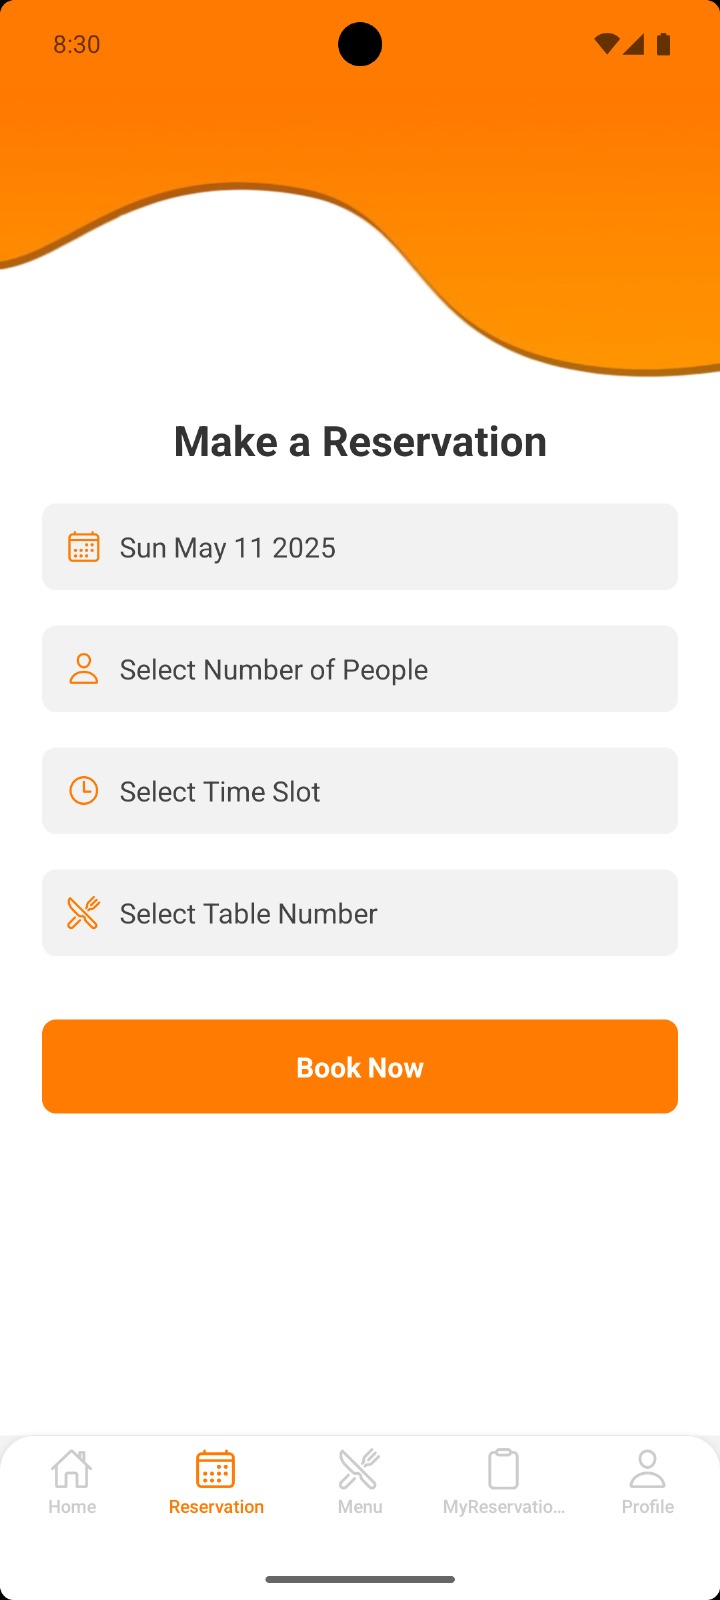 8:30
Make a Reservation
Sun May 11 2025
Select Number of People
Select Time Slot
Select Table Number
Book Now
Home
Reservation
Menu
MyReservatio...
Profile